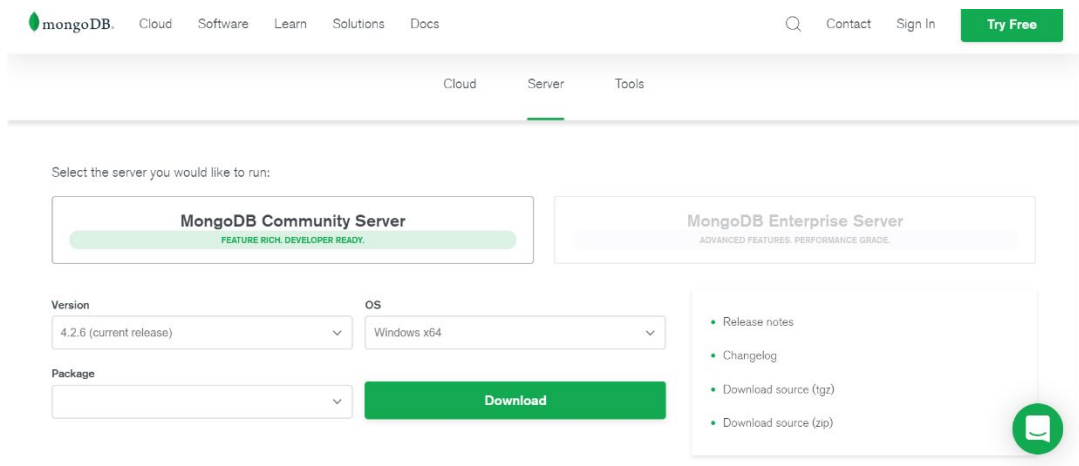 mongoDB. Cloud Software Learn Solutions Docs Contact Sign In Try Free
Cloud Server Tools
Select the server you would like to run:
MongoDB Community Server
FEATURE RICH. DEVELOPER READY.
MongoDB Enterprise Server
ADVANCED FEATURES. PERFORMANCE GRADE.
Version
4.2.6 (current release)
OS
Windows x64
Package
Download
Release notes
Changelog
Download source (tgz)
Download source (zip)